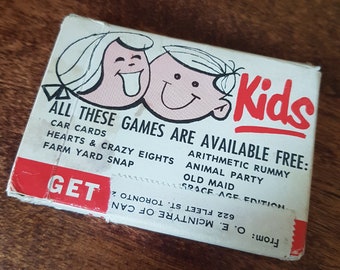 Kids
ALL THESE GAMES ARE AVAILABLE FREE:
CAR CARDS
HEARTS & CRAZY EIGHTS
FARM YARD SNAP
ARITHMETIC RUMMY
ANIMAL PARTY
OLD MAID
SPACE AGE EDITION
GET
From: O. E. McINTYRE OF CAN
622 FLEET ST. TORONTO 2